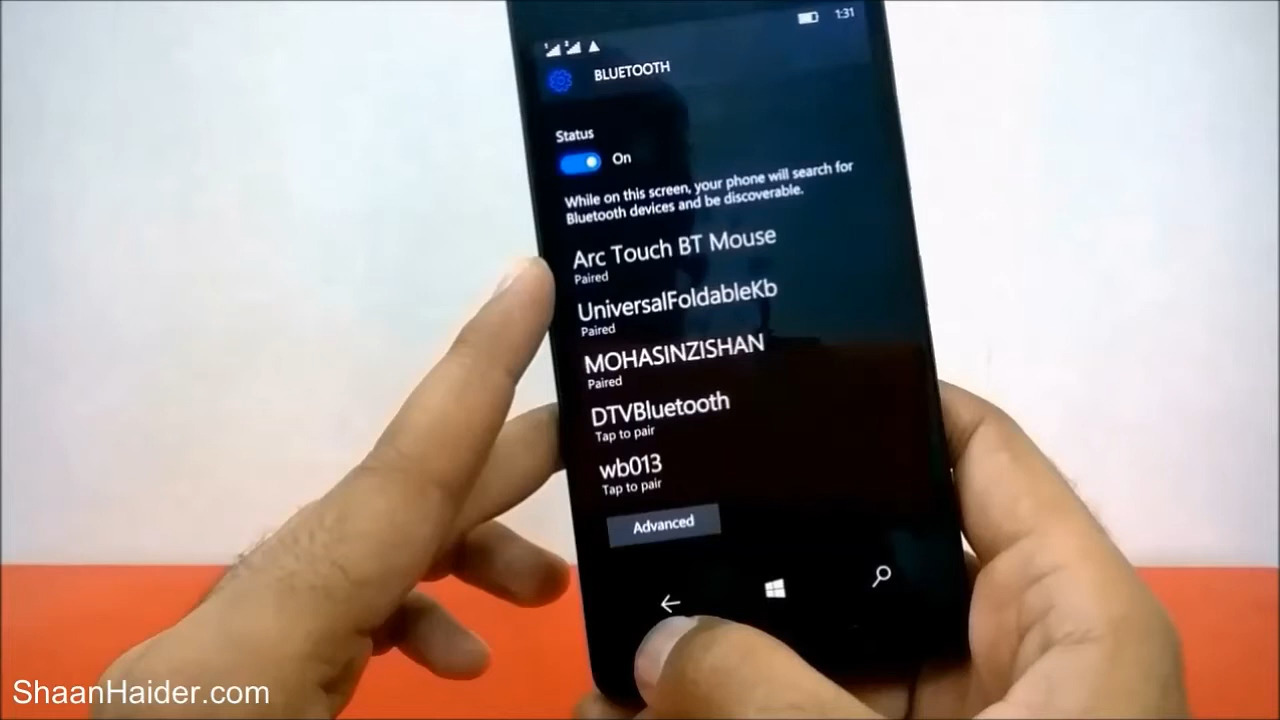 1:31
1 2
BLUETOOTH
Status
On
While on this screen, your phone will search for
Bluetooth devices and be discoverable.
Arc Touch BT Mouse
Paired
UniversalFoldableKb
Paired
MOHASINZISHAN
Paired
DTVBluetooth
Tap to pair
wb013
Tap to pair
Advanced
ShaanHaider.com